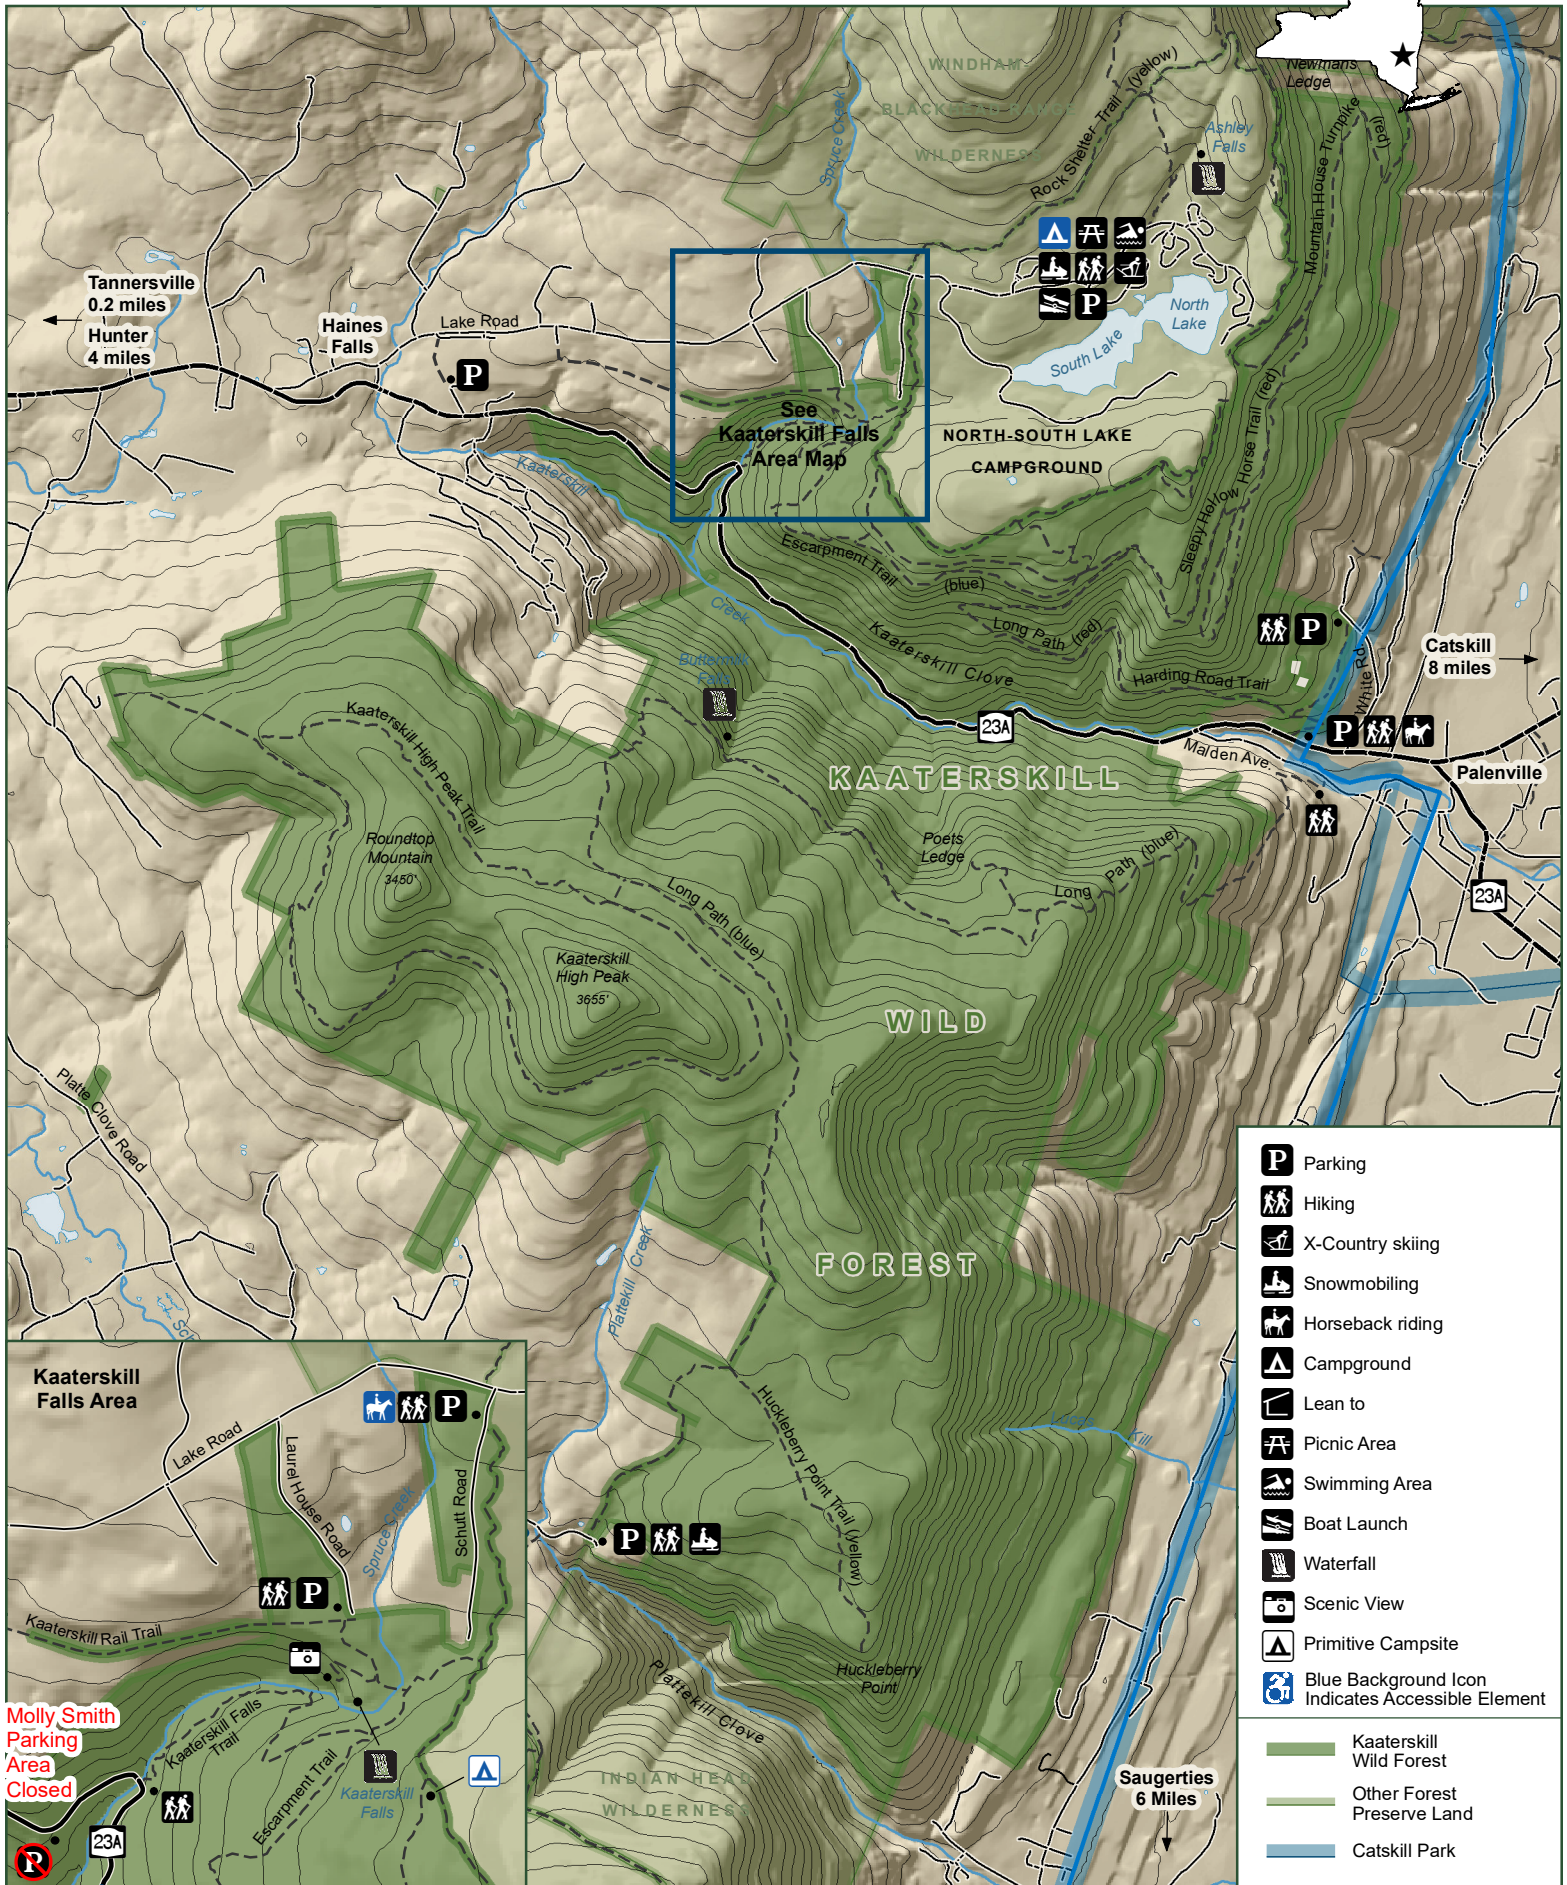 WINDHAM-
BLACKHEAD RANGE
WILDERNESS
Spruce Creek
Rock Shelter Trail (yellow)
Ashley
Falls
Newmans
Ledge
Mountain House Turnpike
(red)
Tannersville
0.2 miles
Hunter
4 miles
Haines
Falls
Lake Road
P
P
North
Lake
South Lake
See
Kaaterskill Falls
Area Map
NORTH-SOUTH LAKE
CAMPGROUND
Sleepy Hollow Horse Trail (red)
Kaaterskill
Creek
Escarpment Trail
(blue)
Long Path (red)
Kaaterskill Clove
Harding Road Trail
P
White Rd
Catskill
8 miles
Buttermilk
Falls
23A
P
Malden Ave.
Palenville
23A
Kaaterskill High Peak Trail
KAATERSKILL
Roundtop
Mountain
3450'
Poets
Ledge
Long Path (blue)
Long Path (blue)
Kaaterskill
High Peak
3655'
WILD
Platte Clove Road
FOREST
Plattekill Creek
Sch
Huckleberry Point Trail (yellow)
Lucas
Kill
P
Huckleberry
Point
Plattekill Clove
INDIAN HEAD
WILDERNESS
Saugerties
6 Miles
Kaaterskill
Falls Area
P
Lake Road
Laurel House Road
Spruce Creek
Schutt Road
P
Kaaterskill Rail Trail
Molly Smith
Parking
Area
Closed
Kaaterskill Falls
Trail
Escarpment Trail
Kaaterskill
Falls
23A
P
P
Parking
Hiking
X-Country skiing
Snowmobiling
Horseback riding
Campground
Lean to
Picnic Area
Swimming Area
Boat Launch
Waterfall
Scenic View
Primitive Campsite
Blue Background Icon
Indicates Accessible Element
Kaaterskill
Wild Forest
Other Forest
Preserve Land
Catskill Park